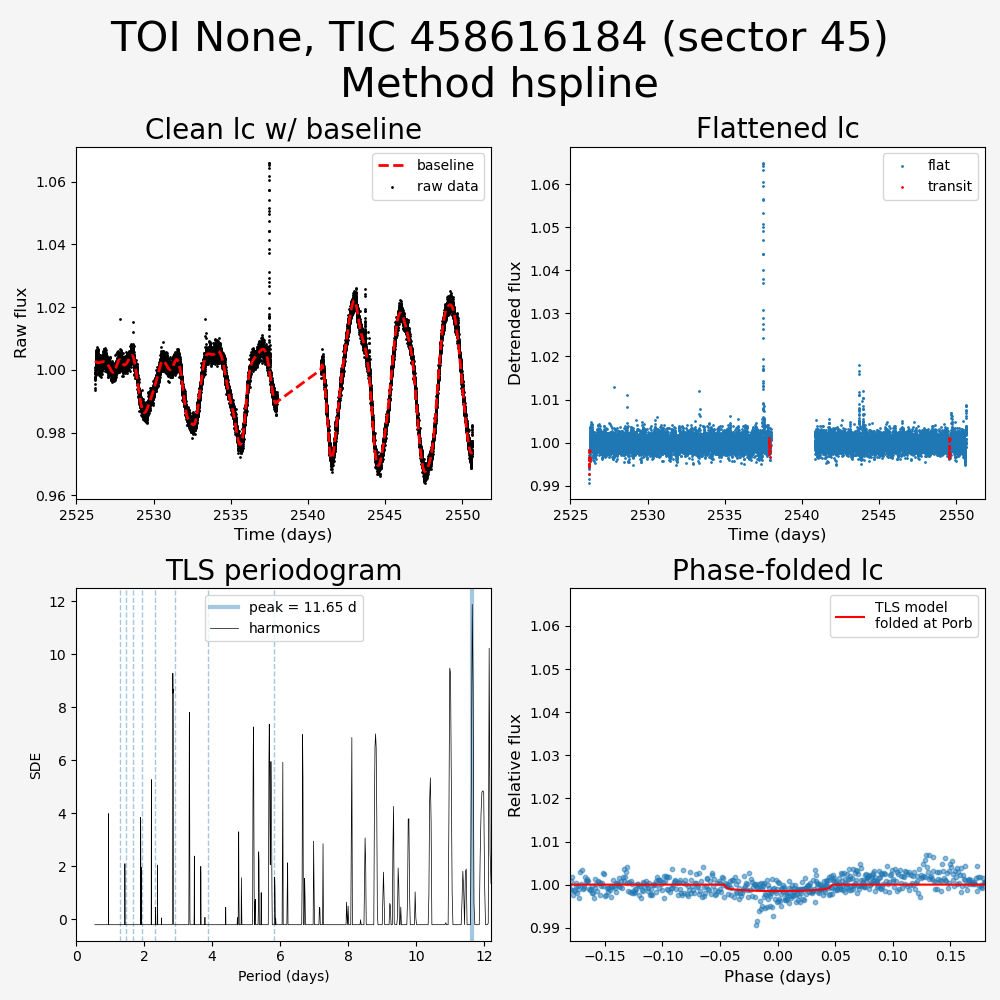 TOI None, TIC 458616184 (sector 45)
Method hspline
Clean lc w/ baseline
Flattened lc
baseline
raw data
flat
transit
Raw flux
1.06
1.04
1.02
1.00
0.98
0.96
2525
2530
2535
2540
2545
2550
Time (days)
Detrended flux
1.06
1.05
1.04
1.03
1.02
1.01
1.00
0.99
2525
2530
2535
2540
2545
2550
Time (days)
TLS periodogram
Phase-folded lc
peak = 11.65 d
harmonics
TLS model
folded at Porb
SDE
12
10
8
6
4
2
0
0
2
4
6
8
10
12
Period (days)
Relative flux
1.06
1.05
1.04
1.03
1.02
1.01
1.00
0.99
−0.15
−0.10
−0.05
0.00
0.05
0.10
0.15
Phase (days)